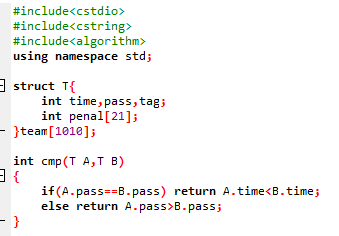 #include<cstdio>
#include<cstring>
#include<algorithm>
using namespace std;
struct T{
int time,pass,tag;
int penal[21];
}team[1010];
int cmp(T A,T B)
{
if(A.pass==B.pass) return A.time<B.time;
else return A.pass>B.pass;
}